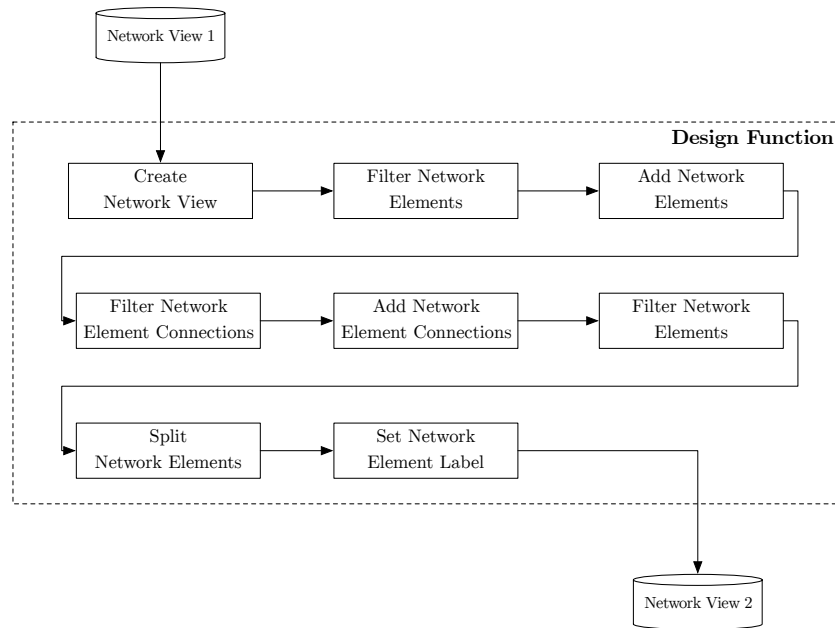 Network View 1
Design Function
Create
Network View
Filter Network
Elements
Add Network
Elements
Filter Network
Element Connections
Add Network
Element Connections
Filter Network
Elements
Split
Network Elements
Set Network
Element Label
Network View 2